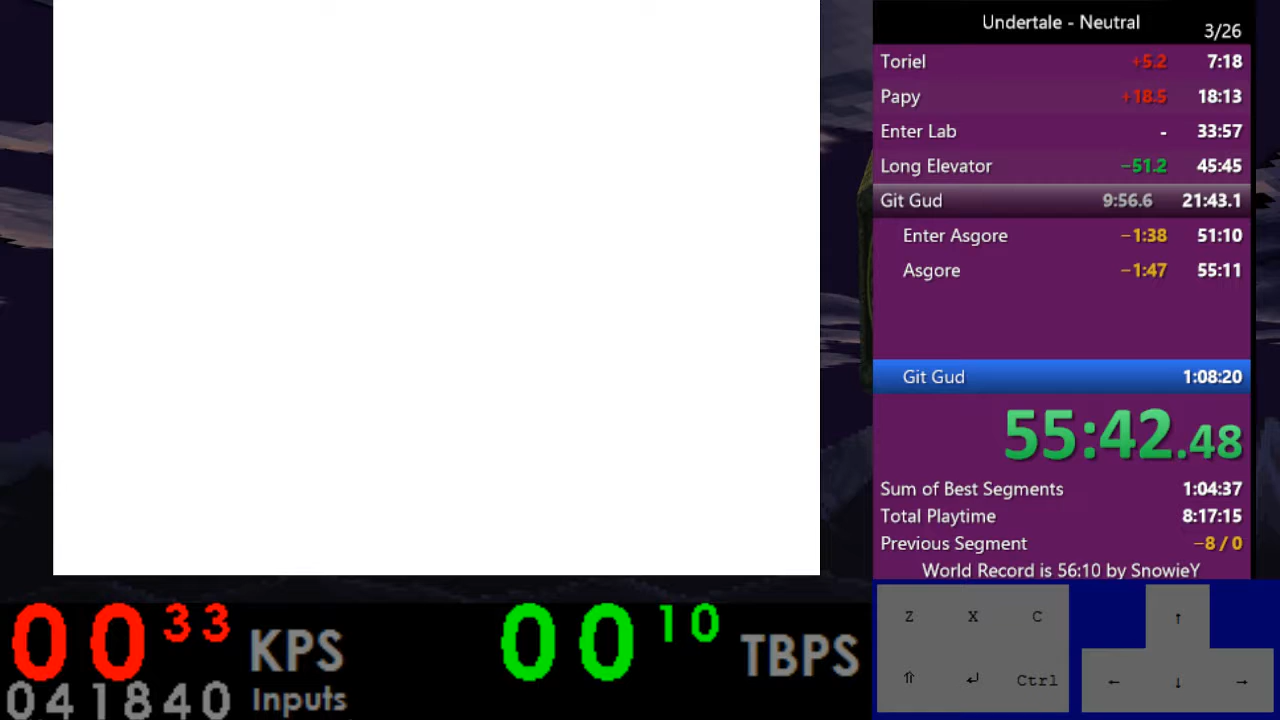 Undertale - Neutral
3/26
Toriel +5.2 7:18
Papy +18.5 18:13
Enter Lab - 33:57
Long Elevator −51.2 45:45
Git Gud 9:56.6 21:43.1
Enter Asgore −1:38 51:10
Asgore −1:47 55:11
Git Gud 1:08:20
55:42.48
Sum of Best Segments 1:04:37
Total Playtime 8:17:15
Previous Segment −8 / 0
World Record is 56:10 by SnowieY
00 33 KPS 00 10 TBPS
041840 Inputs
Z X C ↑
⇧ ↵ Ctrl ← ↓ →